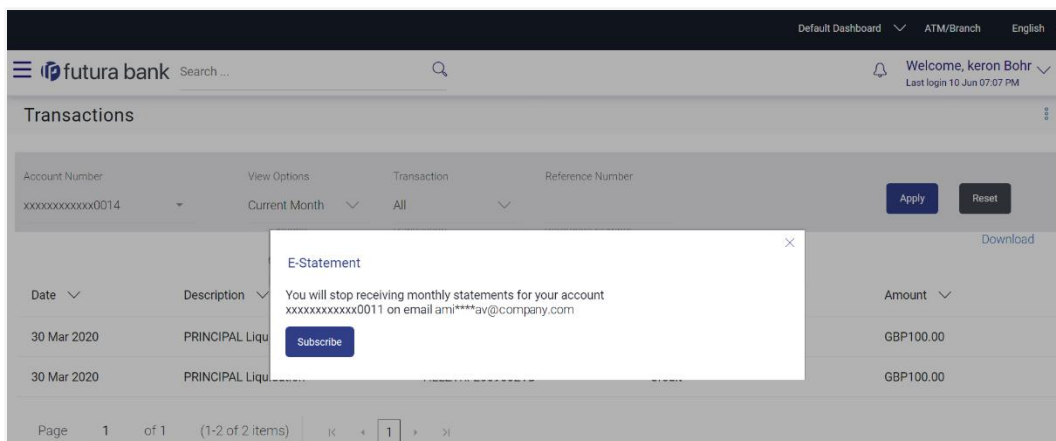 Default Dashboard ATM/Branch English
futura bank Search ... Welcome, keron Bohr
Last login 10 Jun 07:07 PM
Transactions
Account Number View Options Transaction Reference Number
xxxxxxxxxxxx0014 Current Month All Apply Reset
Download
E-Statement
You will stop receiving monthly statements for your account
xxxxxxxxxxxx0011 on email ami****av@company.com
Subscribe
Date Description Amount
30 Mar 2020 PRINCIPAL Liqu GBP100.00
30 Mar 2020 PRINCIPAL Liqu GBP100.00
Page 1 of 1 (1-2 of 2 items) 1